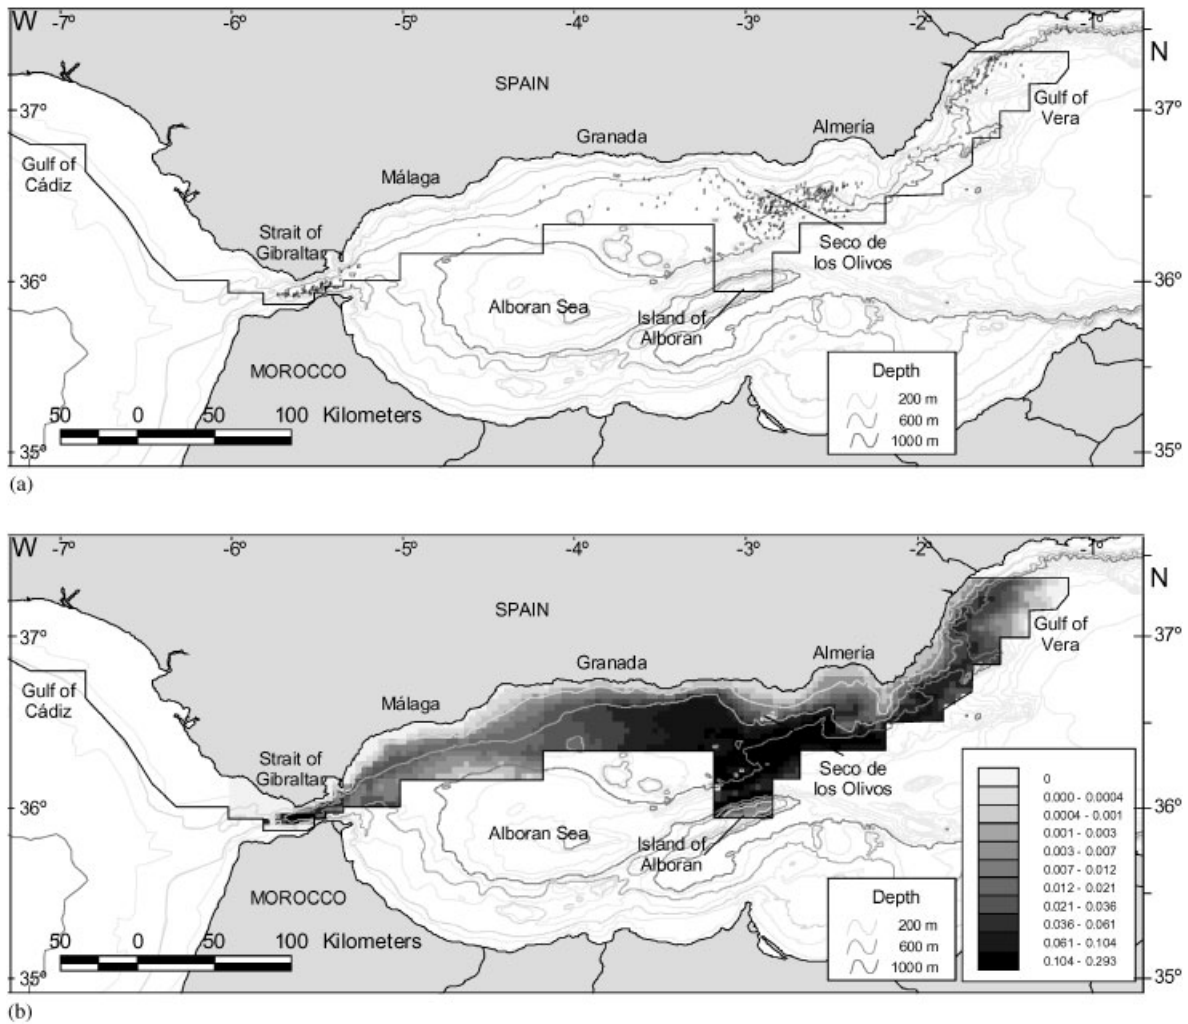 W -7° -6° -5° -4° -3° -2° -1°
N
SPAIN
37° 37°
Gulf of
Vera
Granada Almería
Gulf of
Cádiz
Málaga
Strait of
Gibraltar
Seco de
los Olivos
36° 36°
Alboran Sea
Island of
Alboran
MOROCCO
Depth
200 m
600 m
1000 m
50 0 50 100 Kilometers
35° 35°
(a)
W -7° -6° -5° -4° -3° -2° -1°
N
SPAIN
37° 37°
Gulf of
Vera
Granada Almería
Gulf of
Cádiz
Málaga
Strait of
Gibraltar
Seco de
los Olivos
36° 36°
Alboran Sea
Island of
Alboran
0
0.000 - 0.0004
0.0004 - 0.001
0.001 - 0.003
0.003 - 0.007
0.007 - 0.012
0.012 - 0.021
0.021 - 0.036
0.036 - 0.061
0.061 - 0.104
0.104 - 0.293
MOROCCO
Depth
200 m
600 m
1000 m
50 0 50 100 Kilometers
35° 35°
(b)